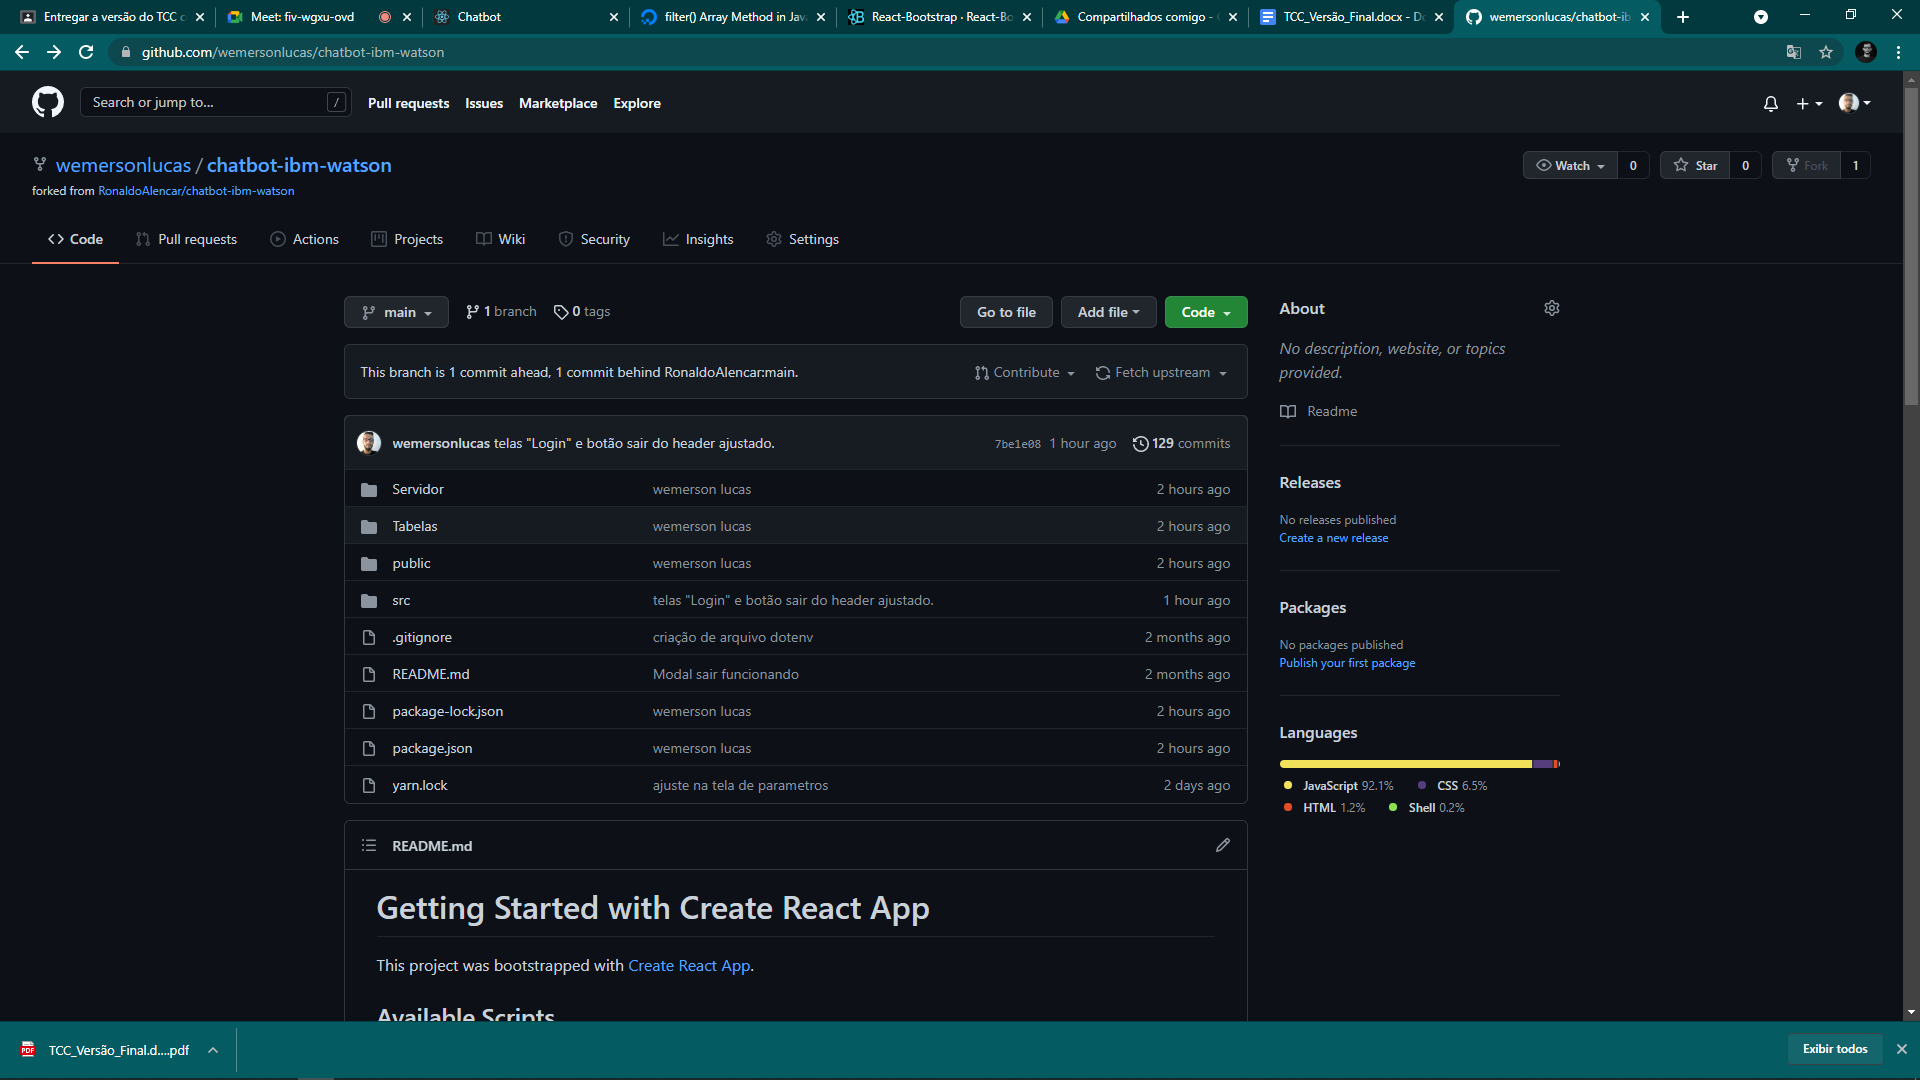 Entregar a versão do TCC
Meet: fiv-wgxu-ovd
Chatbot
filter() Array Method in Jav
React-Bootstrap · React-Bo
Compartilhados comigo -
TCC_Versão_Final.docx - D
wemersonlucas/chatbot-ib
github.com/wemersonlucas/chatbot-ibm-watson
Search or jump to...
/
Pull requests
Issues
Marketplace
Explore
wemersonlucas / chatbot-ibm-watson
Watch 0
Star 0
Fork 1
forked from RonaldoAlencar/chatbot-ibm-watson
Code
Pull requests
Actions
Projects
Wiki
Security
Insights
Settings
main
1 branch
0 tags
Go to file
Add file
Code
This branch is 1 commit ahead, 1 commit behind RonaldoAlencar:main.
Contribute
Fetch upstream
wemersonlucas telas "Login" e botão sair do header ajustado.
7be1e08 1 hour ago
129 commits
Servidor wemerson lucas 2 hours ago
Tabelas wemerson lucas 2 hours ago
public wemerson lucas 2 hours ago
src telas "Login" e botão sair do header ajustado. 1 hour ago
.gitignore criação de arquivo dotenv 2 months ago
README.md Modal sair funcionando 2 months ago
package-lock.json wemerson lucas 2 hours ago
package.json wemerson lucas 2 hours ago
yarn.lock ajuste na tela de parametros 2 days ago
README.md
Getting Started with Create React App
This project was bootstrapped with Create React App.
Available Scripts
About
No description, website, or topics
provided.
Readme
Releases
No releases published
Create a new release
Packages
No packages published
Publish your first package
Languages
JavaScript 92.1%
CSS 6.5%
HTML 1.2%
Shell 0.2%
PDF
TCC_Versão_Final.d....pdf
Exibir todos